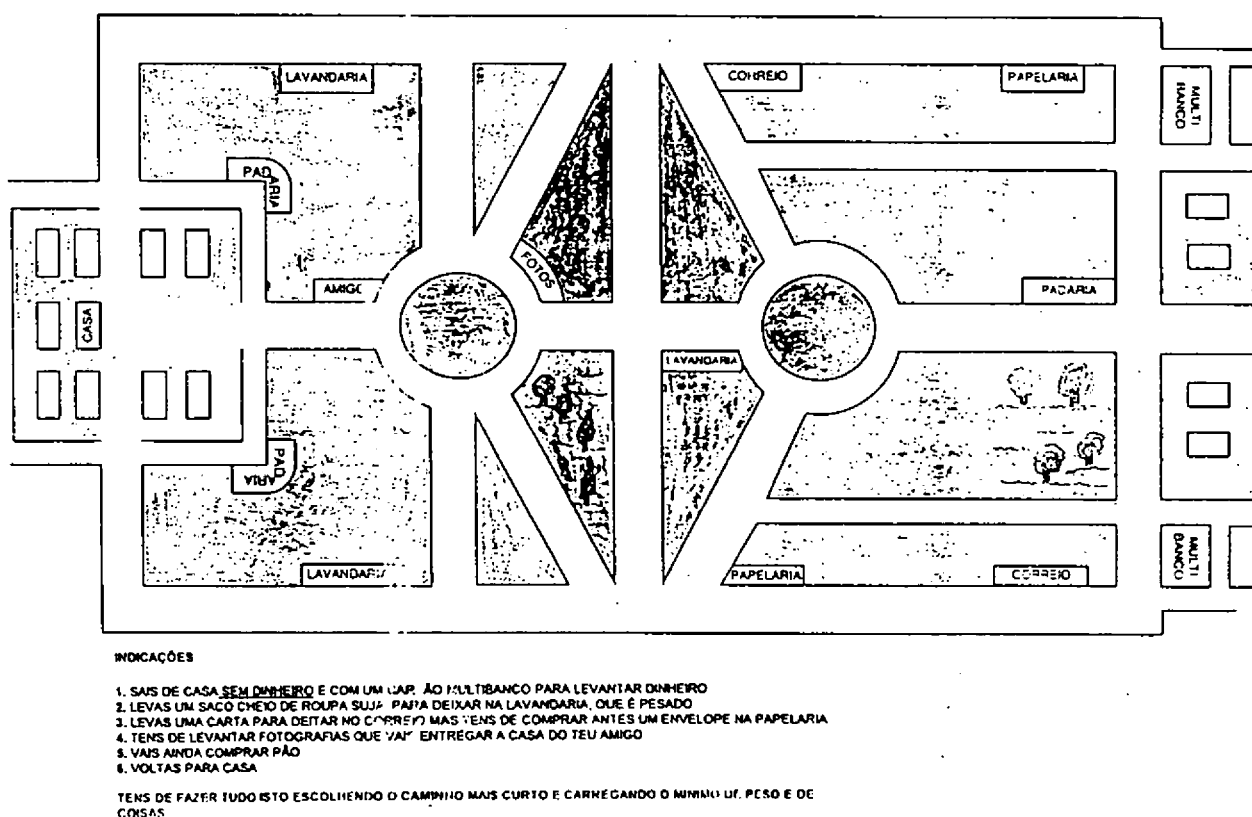 LAVANDARIA
CORREIO
PAPELARIA
MULTI
BANCO
PAD
ARIA
FOTOS
AMIGO
PADARIA
CASA
LAVANDARIA
PAD
ARIA
LAVANDARIA
PAPELARIA
CORREIO
MULTI
BANCO
INDICAÇÕES
1. SAIS DE CASA SEM DINHEIRO E COM UM CARTÃO MULTIBANCO PARA LEVANTAR DINHEIRO
2. LEVAS UM SACO CHEIO DE ROUPA SUJA PARA DEIXAR NA LAVANDARIA, QUE É PESADO
3. LEVAS UMA CARTA PARA DEITAR NO CORREIO MAS TENS DE COMPRAR ANTES UM ENVELOPE NA PAPELARIA
4. TENS DE LEVANTAR FOTOGRAFIAS QUE VAIS ENTREGAR A CASA DO TEU AMIGO
5. VAIS AINDA COMPRAR PÃO
6. VOLTAS PARA CASA
TENS DE FAZER TUDO ISTO ESCOLHENDO O CAMINHO MAIS CURTO E CARREGANDO O MINIMO DE PESO E DE
COISAS